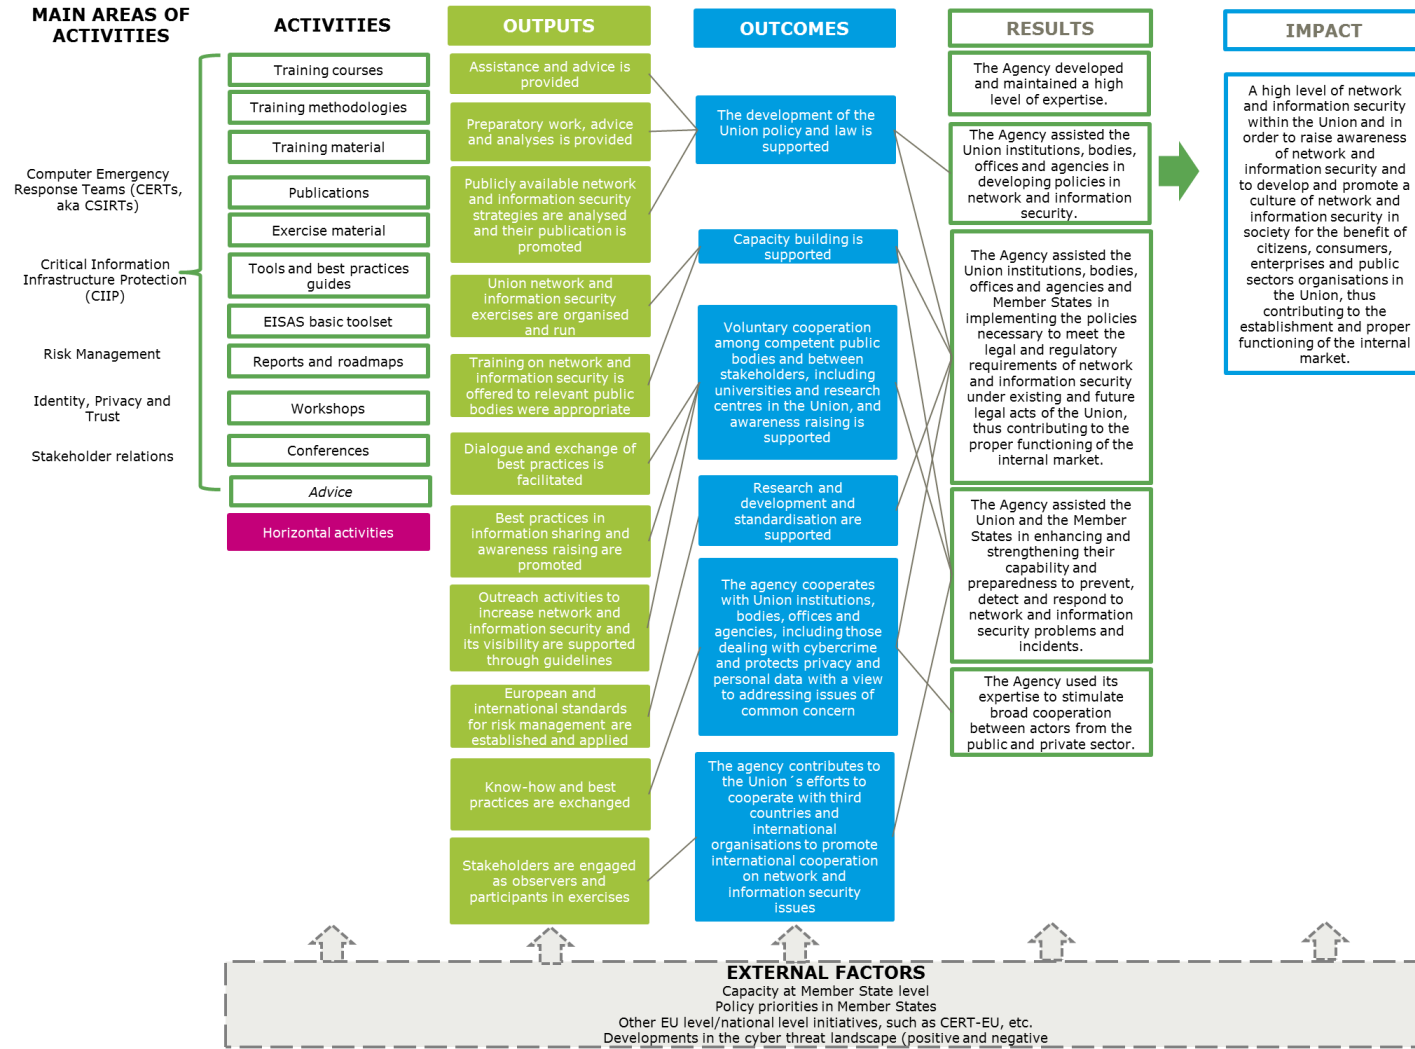 MAIN AREAS OF
ACTIVITIES
Computer Emergency
Response Teams (CERTs,
aka CSIRTs)
Critical Information
Infrastructure Protection
(CIIP)
Risk Management
Identity, Privacy and
Trust
Stakeholder relations
ACTIVITIES
Training courses
Training methodologies
Training material
Publications
Exercise material
Tools and best practices
guides
EISAS basic toolset
Reports and roadmaps
Workshops
Conferences
Advice
Horizontal activities
OUTPUTS
Assistance and advice is
provided
Preparatory work, advice
and analyses is provided
Publicly available network
and information security
strategies are analysed
and their publication is
promoted
Union network and
information security
exercises are organised
and run
Training on network and
information security is
offered to relevant public
bodies were appropriate
Dialogue and exchange of
best practices is
facilitated
Best practices in
information sharing and
awareness raising are
promoted
Outreach activities to
increase network and
information security and
its visibility are supported
through guidelines
European and
international standards
for risk management are
established and applied
Know-how and best
practices are exchanged
Stakeholders are engaged
as observers and
participants in exercises
OUTCOMES
The development of the
Union policy and law is
supported
Capacity building is
supported
Voluntary cooperation
among competent public
bodies and between
stakeholders, including
universities and research
centres in the Union, and
awareness raising is
supported
Research and
development and
standardisation are
supported
The agency cooperates
with Union institutions,
bodies, offices and
agencies, including those
dealing with cybercrime
and protects privacy and
personal data with a view
to addressing issues of
common concern
The agency contributes to
the Union´s efforts to
cooperate with third
countries and
international
organisations to promote
international cooperation
on network and
information security
issues
RESULTS
The Agency developed
and maintained a high
level of expertise.
The Agency assisted the
Union institutions, bodies,
offices and agencies in
developing policies in
network and information
security.
The Agency assisted the
Union institutions, bodies,
offices and agencies and
Member States in
implementing the policies
necessary to meet the
legal and regulatory
requirements of network
and information security
under existing and future
legal acts of the Union,
thus contributing to the
proper functioning of the
internal market.
The Agency assisted the
Union and the Member
States in enhancing and
strengthening their
capability and
preparedness to prevent,
detect and respond to
network and information
security problems and
incidents.
The Agency used its
expertise to stimulate
broad cooperation
between actors from the
public and private sector.
IMPACT
A high level of network
and information security
within the Union and in
order to raise awareness
of network and
information security and
to develop and promote a
culture of network and
information security in
society for the benefit of
citizens, consumers,
enterprises and public
sectors organisations in
the Union, thus
contributing to the
establishment and proper
functioning of the internal
market.
EXTERNAL FACTORS
Capacity at Member State level
Policy priorities in Member States
Other EU level/national level initiatives, such as CERT-EU, etc.
Developments in the cyber threat landscape (positive and negative